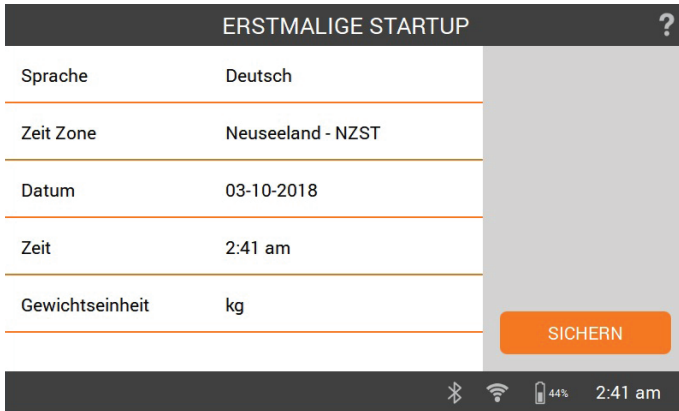 ERSTMALIGE STARTUP ?
Sprache Deutsch
Zeit Zone Neuseeland - NZST
Datum 03-10-2018
Zeit 2:41 am
Gewichtseinheit kg
SICHERN
44% 2:41 am